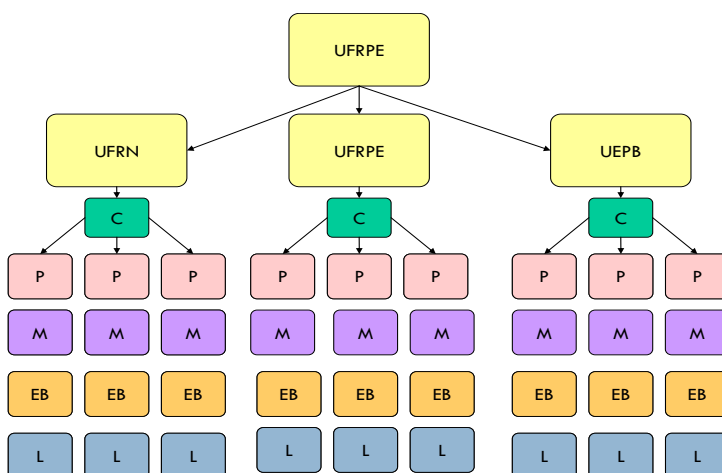 UFRPE
UFRN UFRPE UEPB
C C C
P P P P P P P P P
M M M M M M M M M
EB EB EB EB EB EB EB EB EB
L L L L L L L L L